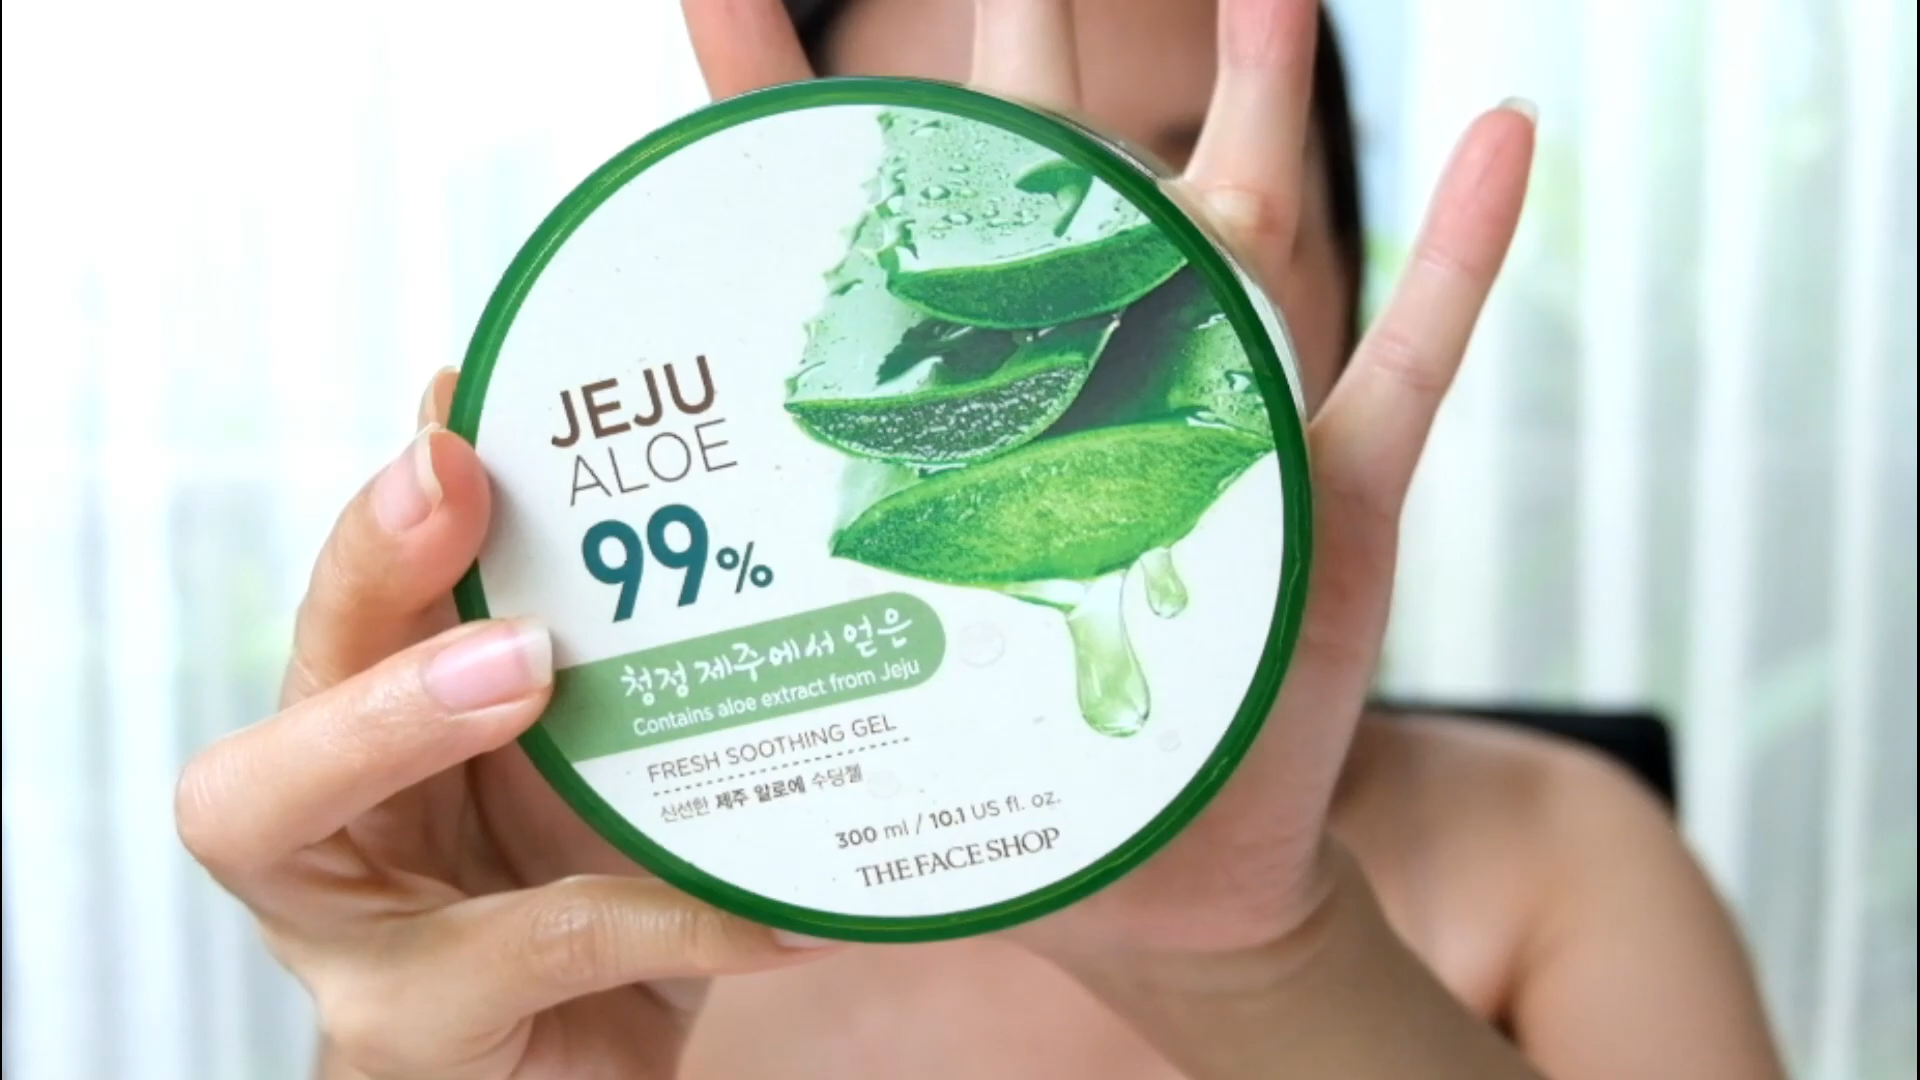 JEJU
ALOE
99%
청정 제주에서 얻은
Contains aloe extract from Jeju
FRESH SOOTHING GEL
신선한 제주 알로에 수딩젤
300 ml / 10.1 US fl. oz.
THE FACE SHOP